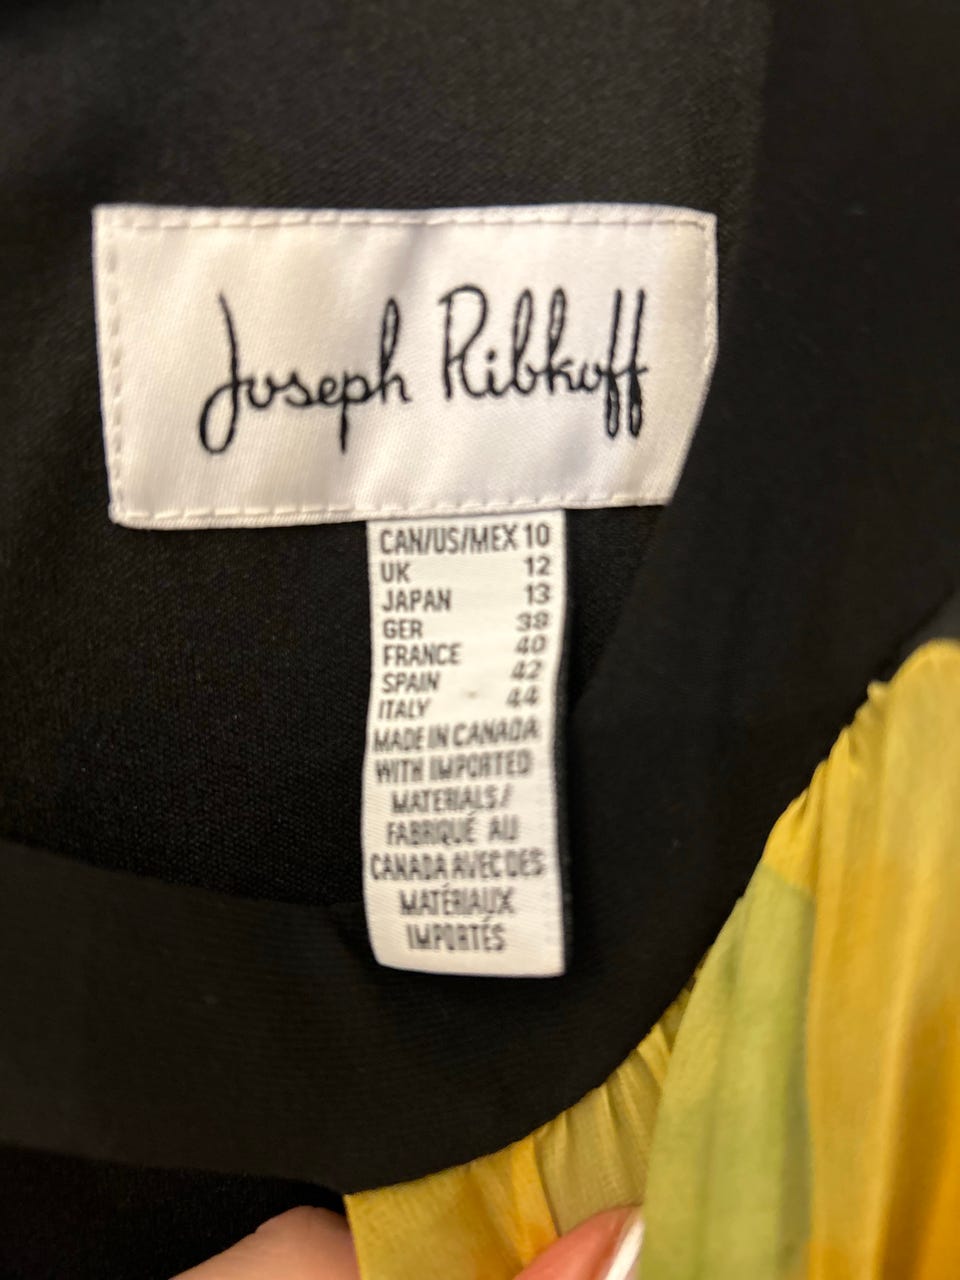 Joseph Ribkoff
CAN/US/MEX 10
UK 12
JAPAN 13
GER 38
FRANCE 40
SPAIN 42
ITALY 44
MADE IN CANADA
WITH IMPORTED
MATERIALS/
FABRIQUÉ AU
CANADA AVEC DES
MATÉRIAUX
IMPORTÉS